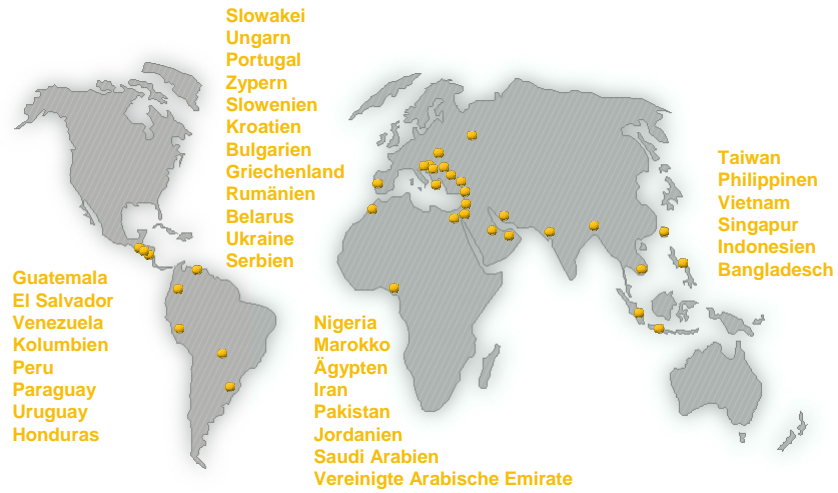 Slowakei
Ungarn
Portugal
Zypern
Slowenien
Kroatien
Bulgarien
Griechenland
Rumänien
Belarus
Ukraine
Serbien
Taiwan
Philippinen
Vietnam
Singapur
Indonesien
Bangladesch
Guatemala
El Salvador
Venezuela
Kolumbien
Peru
Paraguay
Uruguay
Honduras
Nigeria
Marokko
Ägypten
Iran
Pakistan
Jordanien
Saudi Arabien
Vereinigte Arabische Emirate